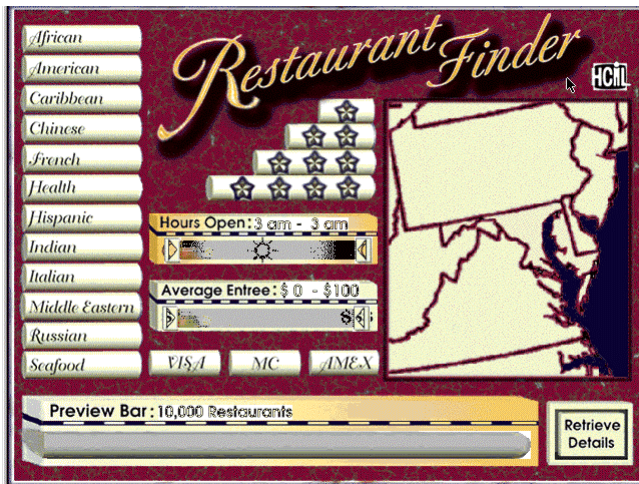 Restaurant Finder
HCIL
African
American
Caribbean
Chinese
French
Health
Hispanic
Indian
Italian
Middle Eastern
Russian
Seafood
Hours Open: 3 am - 3 am
Average Entree: $ 0 - $100
VISA
MC
AMEX
Preview Bar: 10,000 Restaurants
Retrieve
Details